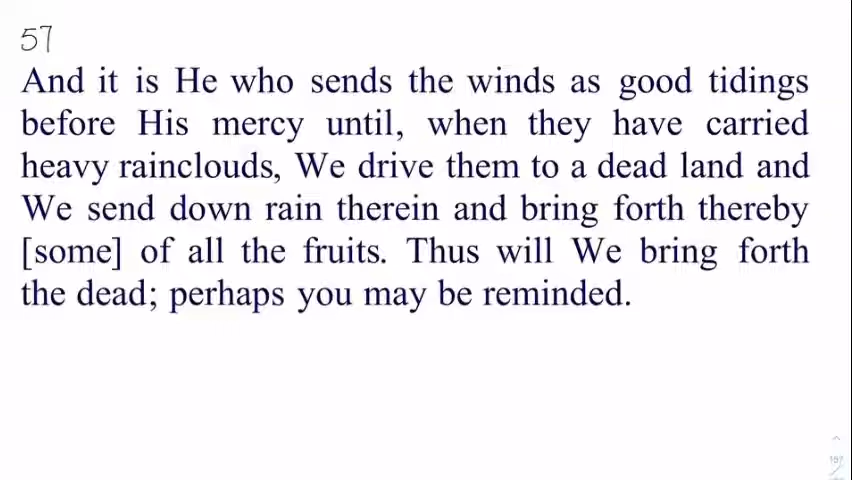 57
And it is He who sends the winds as good tidings
before His mercy until, when they have carried
heavy rainclouds, We drive them to a dead land and
We send down rain therein and bring forth thereby
[some] of all the fruits. Thus will We bring forth
the dead; perhaps you may be reminded.
157